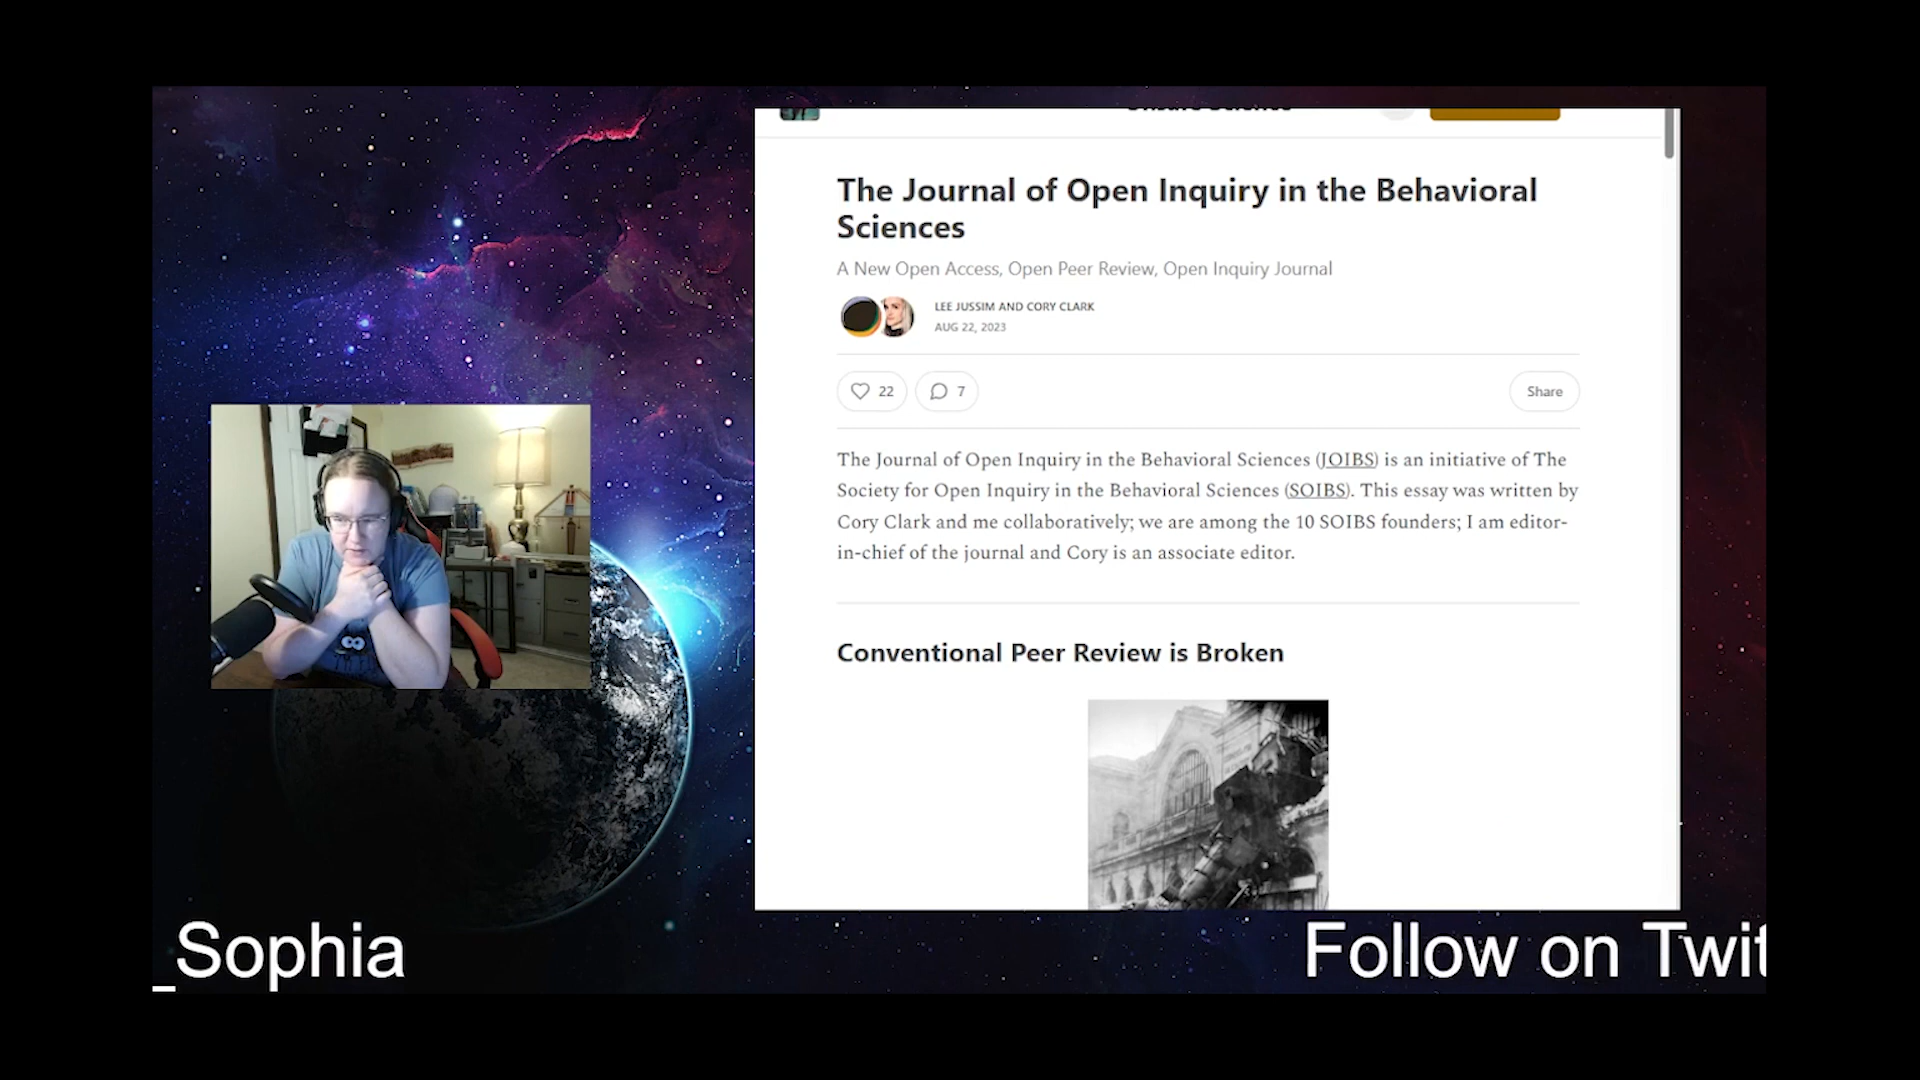 The Journal of Open Inquiry in the Behavioral
Sciences
A New Open Access, Open Peer Review, Open Inquiry Journal
LEE JUSSIM AND CORY CLARK
AUG 22, 2023
22
7
Share
The Journal of Open Inquiry in the Behavioral Sciences (JOIBS) is an initiative of The
Society for Open Inquiry in the Behavioral Sciences (SOIBS). This essay was written by
Cory Clark and me collaboratively; we are among the 10 SOIBS founders; I am editor-
in-chief of the journal and Cory is an associate editor.
Conventional Peer Review is Broken
_Sophia
Follow on Twit